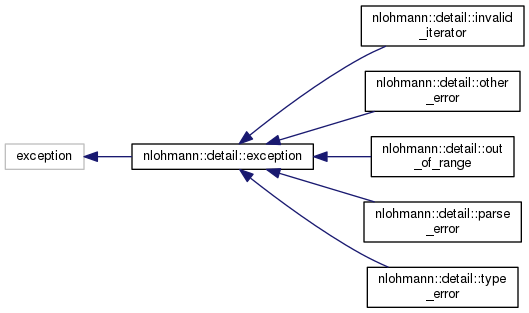 nlohmann::detail::invalid
_iterator
nlohmann::detail::other
_error
nlohmann::detail::out
_of_range
exception
nlohmann::detail::exception
nlohmann::detail::parse
_error
nlohmann::detail::type
_error